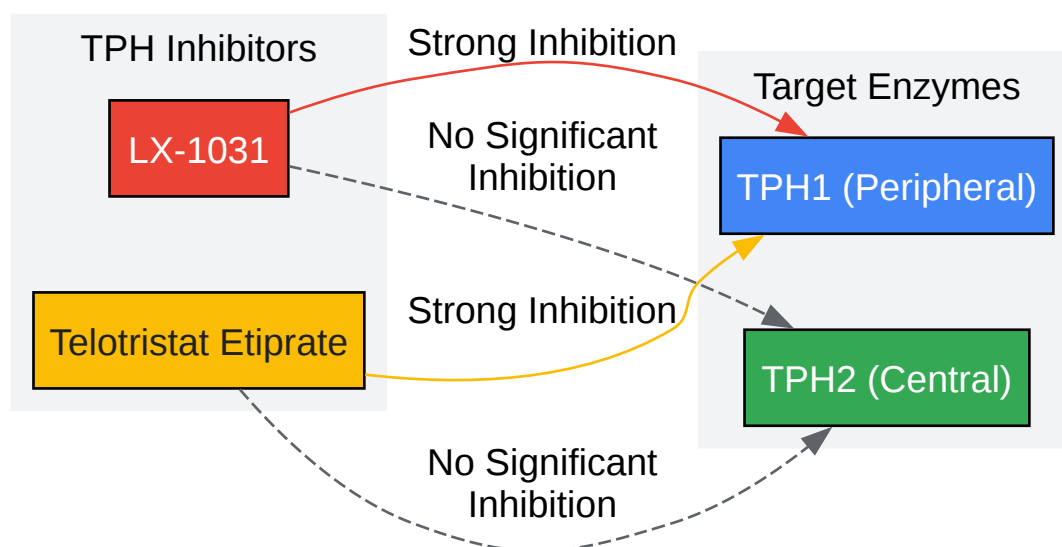 TPH Inhibitors
Strong Inhibition
Target Enzymes
LX-1031
No Significant
Inhibition
TPH1 (Peripheral)
Strong Inhibition
Telotristat Etiprate
TPH2 (Central)
No Significant
Inhibition